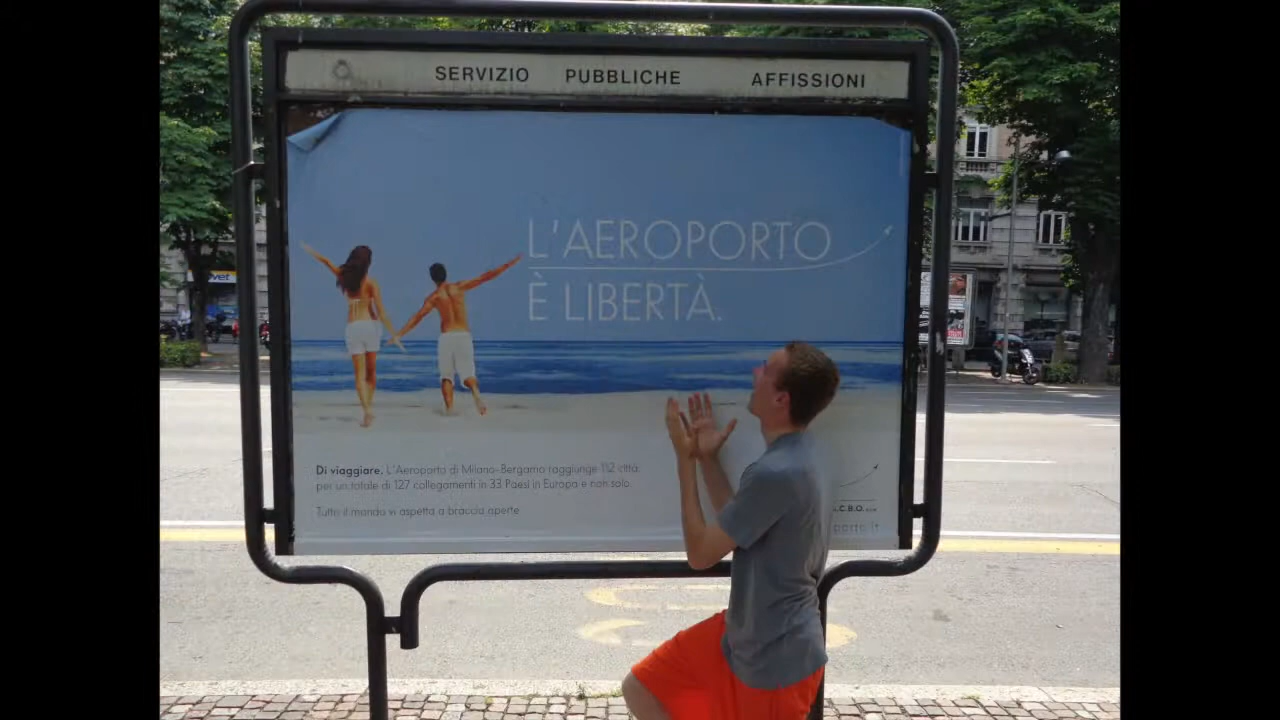 SERVIZIO PUBBLICHE AFFISSIONI
L'AEROPORTO
È LIBERTÀ.
Di viaggiare. L'Aeroporto di Milano-Bergamo raggiunge 112 città
per un totale di 127 collegamenti in 33 Paesi in Europa e non solo.
Tutto il mondo vi aspetta a braccia aperte